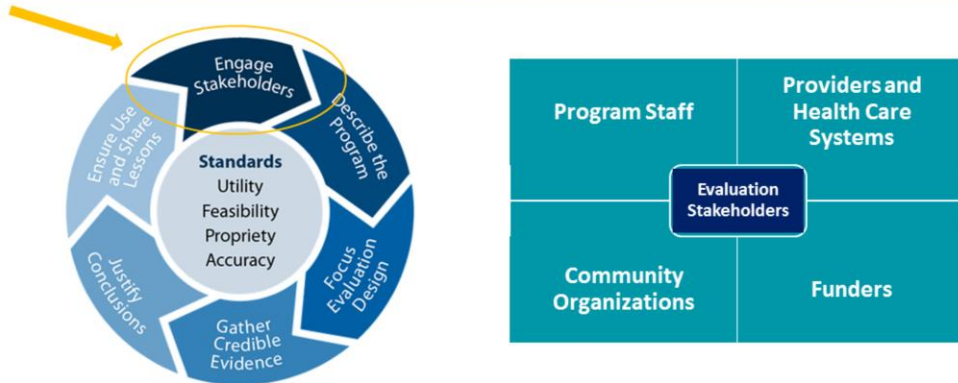 Engage
Stakeholders
Describe the
Program
Focus
Evaluation
Design
Gather
Credible
Evidence
Justify
Conclusions
Ensure Use
and Share
Lessons
Standards
Utility
Feasibility
Propriety
Accuracy
Program Staff
Providers and
Health Care
Systems
Evaluation
Stakeholders
Community
Organizations
Funders